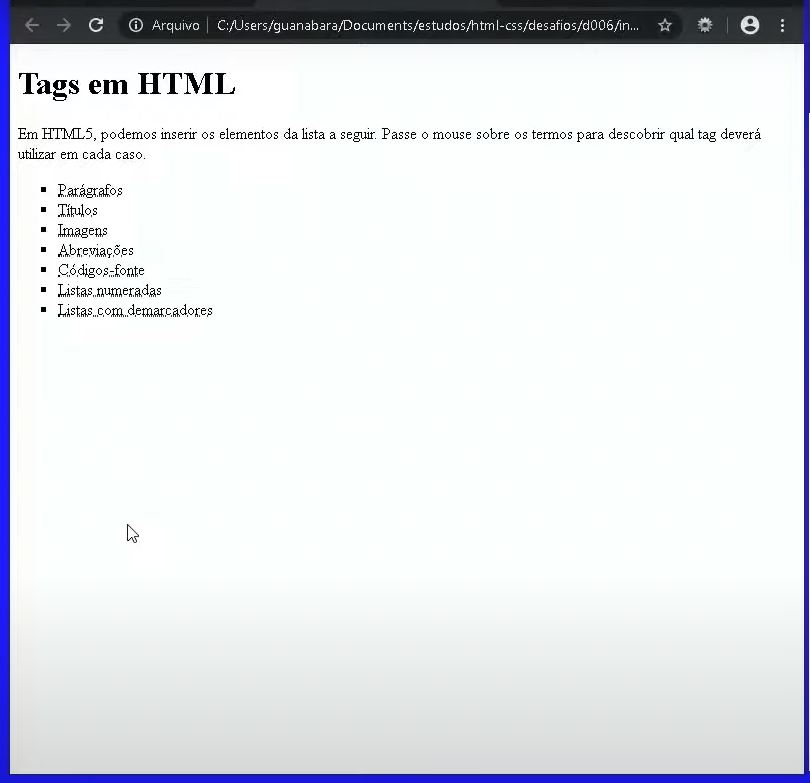 Arquivo C:/Users/guanabara/Documents/estudos/html-css/desafios/d006/in...
Tags em HTML
Em HTML5, podemos inserir os elementos da lista a seguir. Passe o mouse sobre os termos para descobrir qual tag deverá
utilizar em cada caso.
Parágrafos
Títulos
Imagens
Abreviações
Códigos-fonte
Listas numeradas
Listas com demarcadores